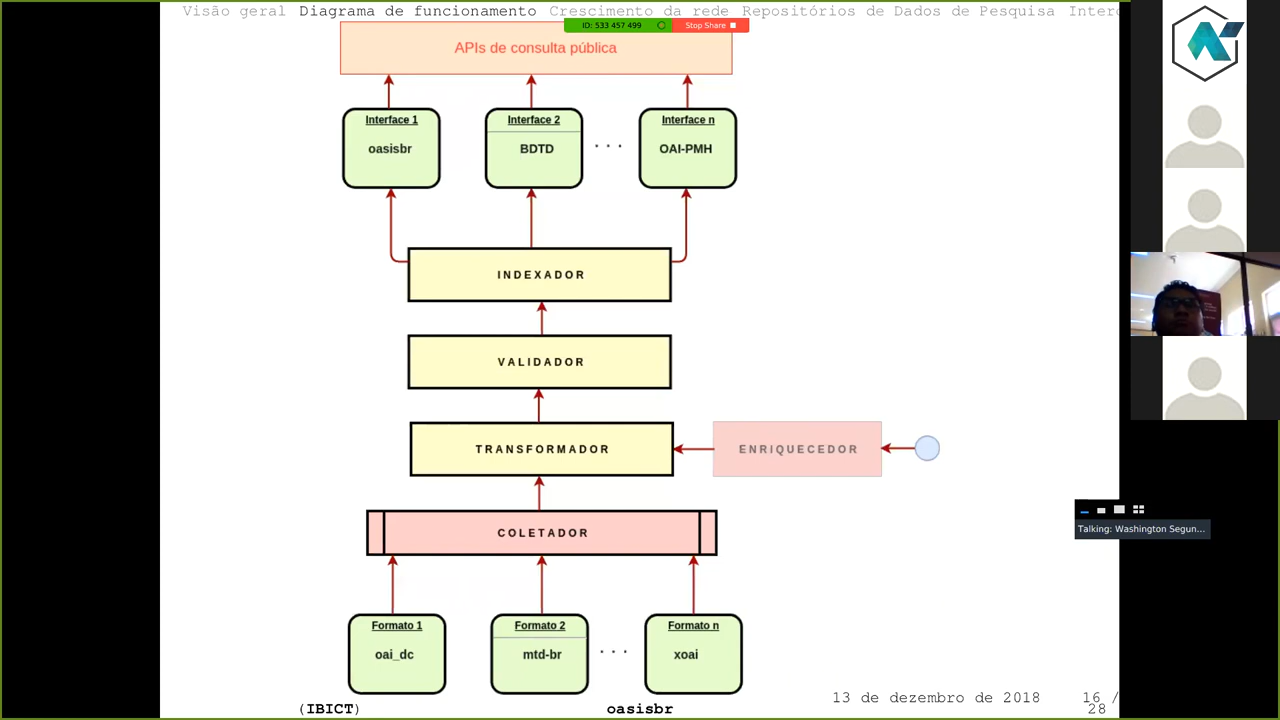 Visão geral Diagrama de funcionamento Crescimento da rede Repositórios de Dados de Pesquisa
ID: 533 457 499 Stop Share
APIs de consulta pública
Interface 1 Interface 2 Interface n
oasisbr BDTD . . . OAI-PMH
INDEXADOR
VALIDADOR
TRANSFORMADOR ENRIQUECEDOR
COLETADOR
Talking: Washington Segun...
Formato 1 Formato 2 Formato n
oai_dc mtd-br . . . xoai
13 de dezembro de 2018 16 / 28
(IBICT) oasisbr